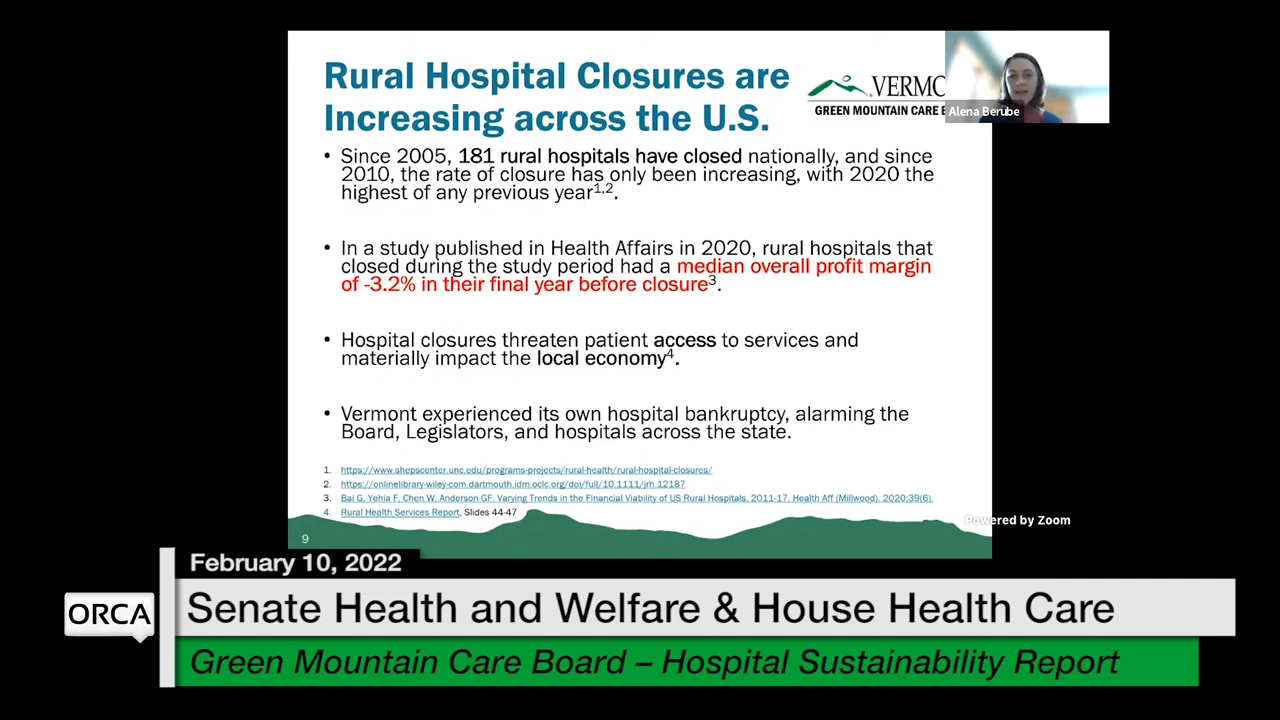 Rural Hospital Closures are
Increasing across the U.S.
VERMO
GREEN MOUNTAIN CARE B
Alena Berube
• Since 2005, 181 rural hospitals have closed nationally, and since
2010, the rate of closure has only been increasing, with 2020 the
highest of any previous year1,2.
• In a study published in Health Affairs in 2020, rural hospitals that
closed during the study period had a median overall profit margin
of -3.2% in their final year before closure3.
• Hospital closures threaten patient access to services and
materially impact the local economy4.
• Vermont experienced its own hospital bankruptcy, alarming the
Board, Legislators, and hospitals across the state.
1. https://www.shepscenter.unc.edu/programs-projects/rural-health/rural-hospital-closures/
2. https://onlinelibrary-wiley-com.dartmouth.idm.oclc.org/doi/full/10.1111/jrh.12187
3. Bai G, Yehia F, Chen W, Anderson GF. Varying Trends in the Financial Viability of US Rural Hospitals, 2011-17. Health Aff (Millwood). 2020;39(6).
4. Rural Health Services Report, Slides 44-47
Powered by Zoom
9
February 10, 2022
ORCA
Senate Health and Welfare & House Health Care
Green Mountain Care Board – Hospital Sustainability Report